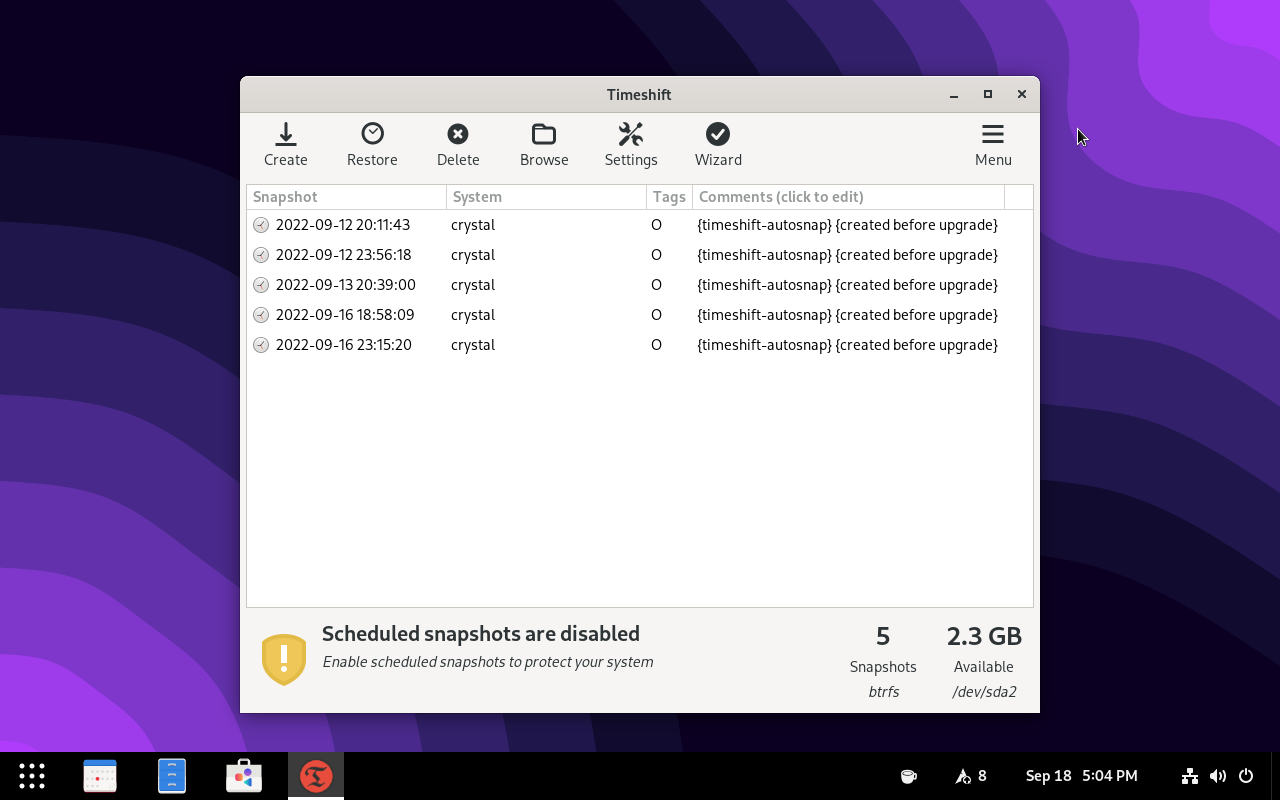 Timeshift
Create Restore Delete Browse Settings Wizard Menu
Snapshot System Tags Comments (click to edit)
2022-09-12 20:11:43 crystal O {timeshift-autosnap} {created before upgrade}
2022-09-12 23:56:18 crystal O {timeshift-autosnap} {created before upgrade}
2022-09-13 20:39:00 crystal O {timeshift-autosnap} {created before upgrade}
2022-09-16 18:58:09 crystal O {timeshift-autosnap} {created before upgrade}
2022-09-16 23:15:20 crystal O {timeshift-autosnap} {created before upgrade}
Scheduled snapshots are disabled
Enable scheduled snapshots to protect your system
5 2.3 GB
Snapshots Available
btrfs /dev/sda2
8 Sep 18 5:04 PM